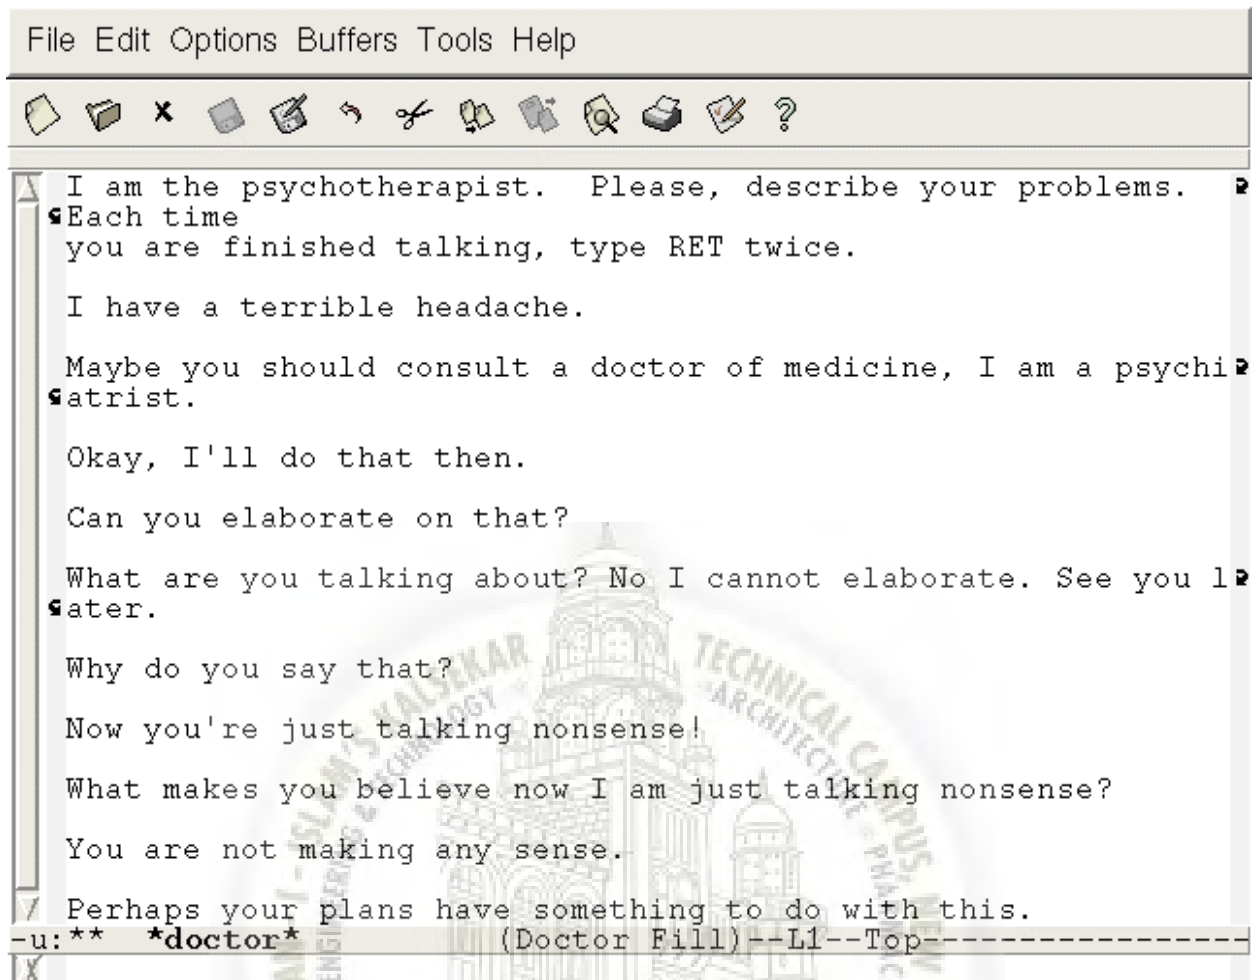 File Edit Options Buffers Tools Help
I am the psychotherapist.  Please, describe your problems.
Each time
you are finished talking, type RET twice.
I have a terrible headache.
Maybe you should consult a doctor of medicine, I am a psychi
atrist.
Okay, I'll do that then.
Can you elaborate on that?
What are you talking about? No I cannot elaborate. See you l
ater.
Why do you say that?
Now you're just talking nonsense!
What makes you believe now I am just talking nonsense?
You are not making any sense.
Perhaps your plans have something to do with this.
-u:**  *doctor*          (Doctor Fill)--L1--Top-----------------
KALSEKAR TECHNICAL CAMPUS,
ARCHITECTURE